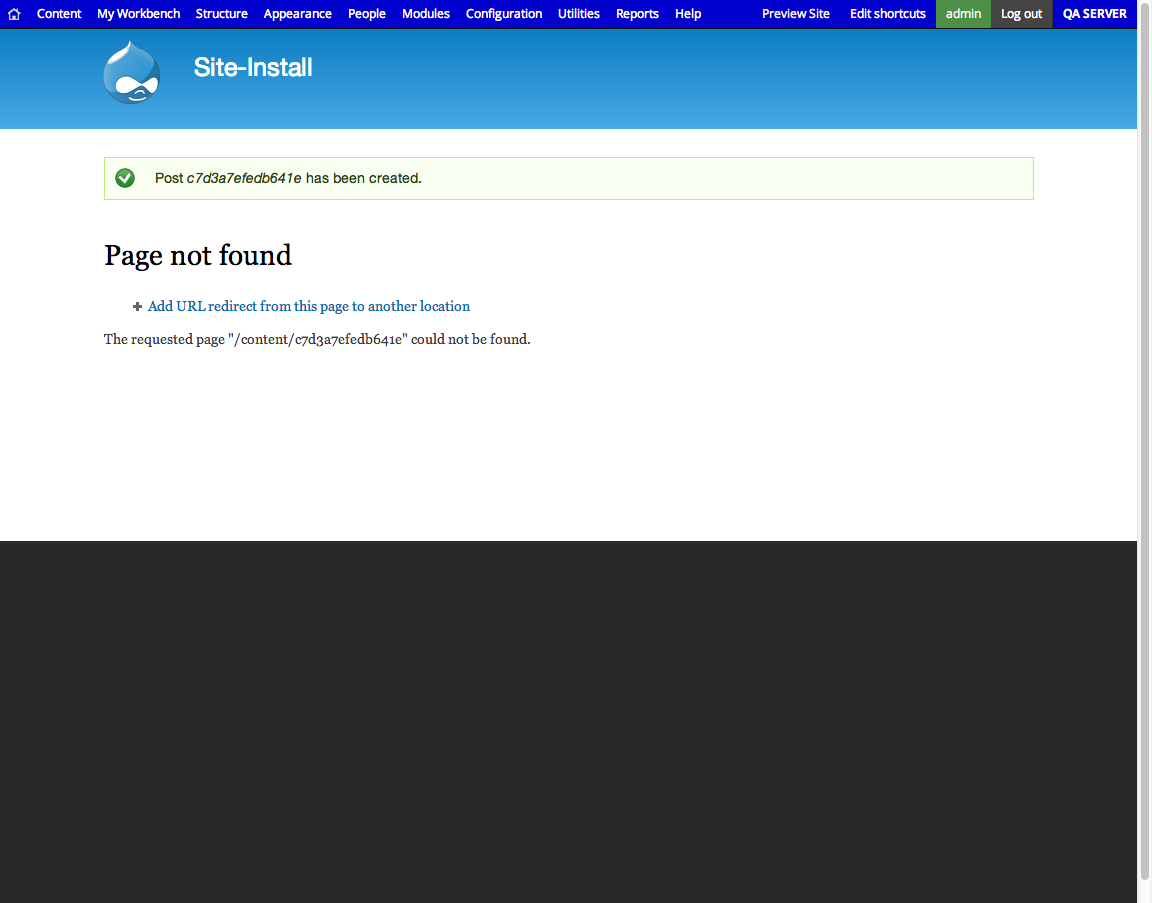 Content My Workbench Structure Appearance People Modules Configuration Utilities Reports Help Preview Site Edit shortcuts admin Log out QA SERVER
Site-Install
Post c7d3a7efedb641e has been created.
Page not found
Add URL redirect from this page to another location
The requested page "/content/c7d3a7efedb641e" could not be found.